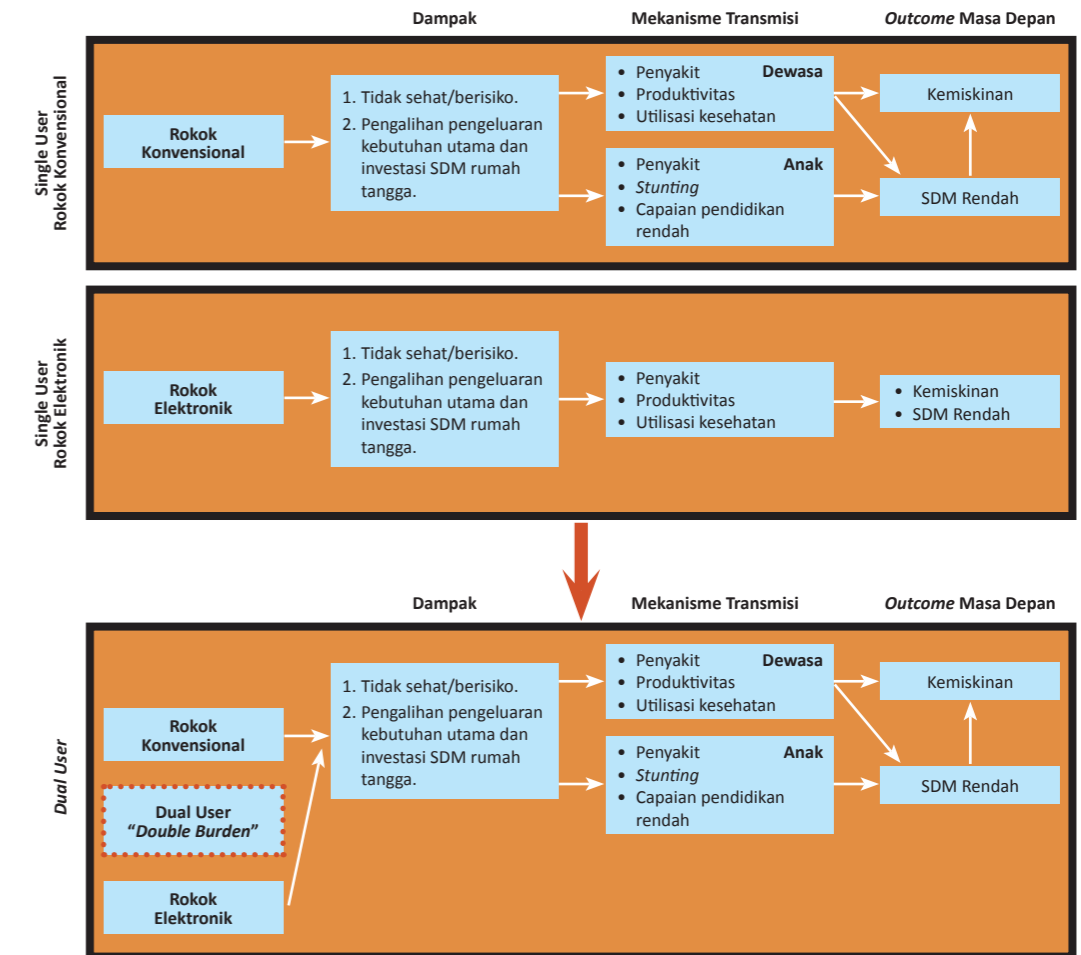 Dampak
Mekanisme Transmisi
Outcome Masa Depan
Single User
Rokok Konvensional
Rokok
Konvensional
1. Tidak sehat/berisiko.
2. Pengalihan pengeluaran
kebutuhan utama dan
investasi SDM rumah
tangga.
• Penyakit Dewasa
• Produktivitas
• Utilisasi kesehatan
• Penyakit Anak
• Stunting
• Capaian pendidikan
rendah
Kemiskinan
SDM Rendah
Single User
Rokok Elektronik
Rokok
Elektronik
1. Tidak sehat/berisiko.
2. Pengalihan pengeluaran
kebutuhan utama dan
investasi SDM rumah
tangga.
• Penyakit
• Produktivitas
• Utilisasi kesehatan
• Kemiskinan
• SDM Rendah
Dampak
Mekanisme Transmisi
Outcome Masa Depan
Dual User
Rokok
Konvensional
Dual User
“Double Burden”
Rokok
Elektronik
1. Tidak sehat/berisiko.
2. Pengalihan pengeluaran
kebutuhan utama dan
investasi SDM rumah
tangga.
• Penyakit Dewasa
• Produktivitas
• Utilisasi kesehatan
• Penyakit Anak
• Stunting
• Capaian pendidikan
rendah
Kemiskinan
SDM Rendah